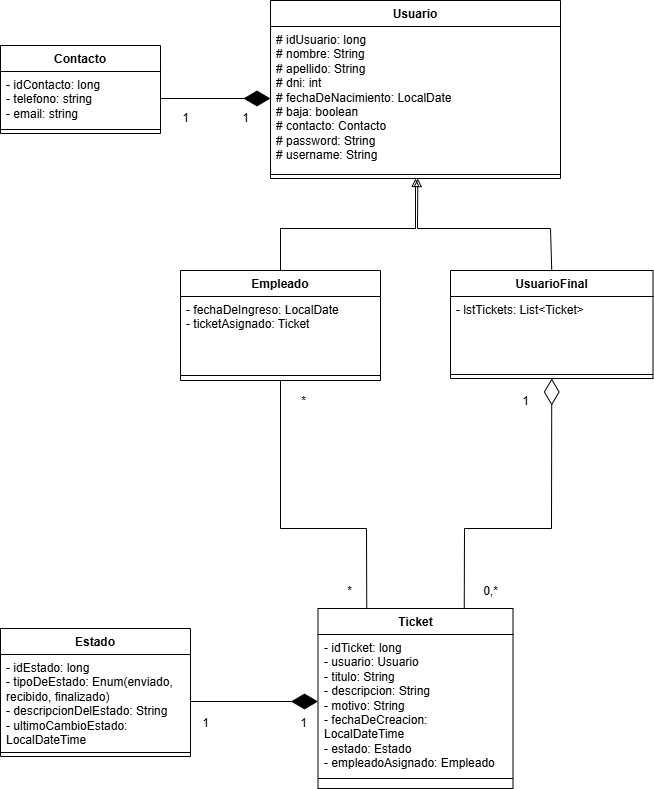 Usuario
# idUsuario: long
# nombre: String
# apellido: String
# dni: int
# fechaDeNacimiento: LocalDate
# baja: boolean
# contacto: Contacto
# password: String
# username: String
Contacto
- idContacto: long
- telefono: string
- email: string
1
1
Empleado
- fechaDeIngreso: LocalDate
- ticketAsignado: Ticket
UsuarioFinal
- lstTickets: List<Ticket>
*
1
*
0,*
Ticket
- idTicket: long
- usuario: Usuario
- titulo: String
- descripcion: String
- motivo: String
- fechaDeCreacion:
LocalDateTime
- estado: Estado
- empleadoAsignado: Empleado
Estado
- idEstado: long
- tipoDeEstado: Enum(enviado,
recibido, finalizado)
- descripcionDelEstado: String
- ultimoCambioEstado:
LocalDateTime
1
1